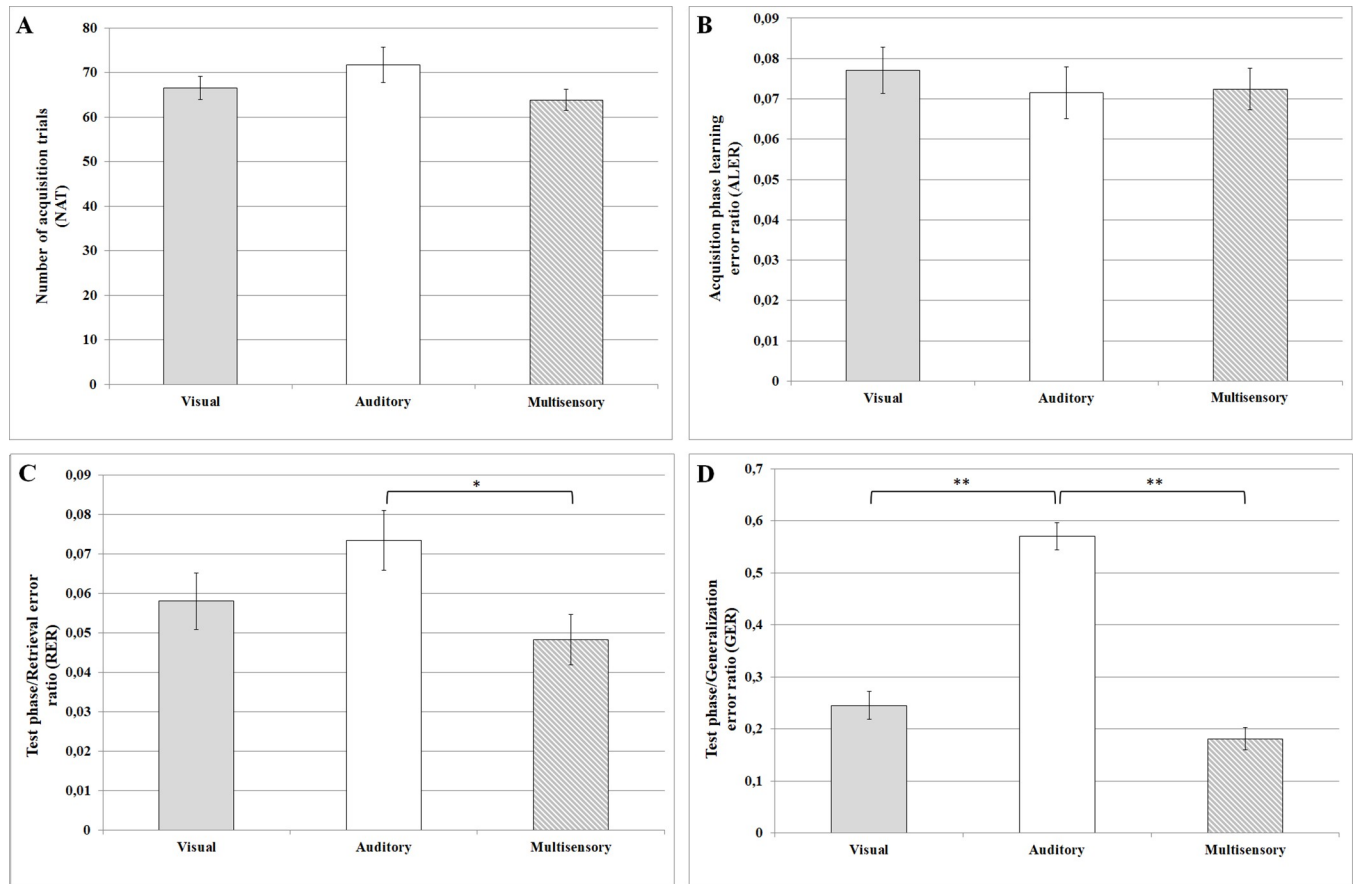 A
Number of acquisition trials
(NAT)
80
70
60
50
40
30
20
10
0
Visual
Auditory
Multisensory
B
Acquisition phase learning
error ratio (ALER)
0,09
0,08
0,07
0,06
0,05
0,04
0,03
0,02
0,01
0
Visual
Auditory
Multisensory
C
Test phase/Retrieval error
ratio (RER)
0,09
0,08
0,07
0,06
0,05
0,04
0,03
0,02
0,01
0
*
Visual
Auditory
Multisensory
D
Test phase/Generalization
error ratio (GER)
0,7
0,6
0,5
0,4
0,3
0,2
0,1
0
**
**
Visual
Auditory
Multisensory